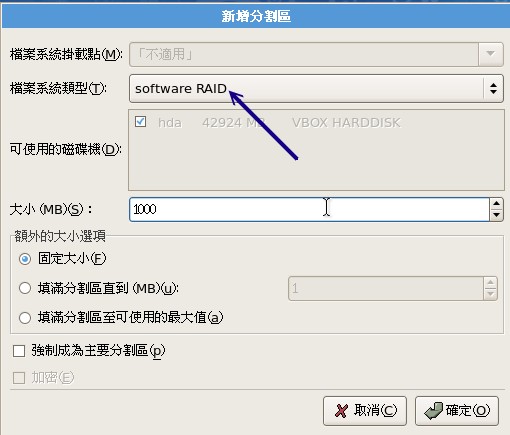 新增分割區
檔案系統掛載點(M): 「不適用」
檔案系統類型(T): software RAID
hda 42924 MB VBOX HARDDISK
可使用的磁碟機(D):
大小 (MB)(S)： 1000
額外的大小選項
固定大小(F)
填滿分割區直到 (MB)(u): 1
填滿分割區至可使用的最大值(a)
強制成為主要分割區(p)
加密(E)
取消(C) 確定(O)